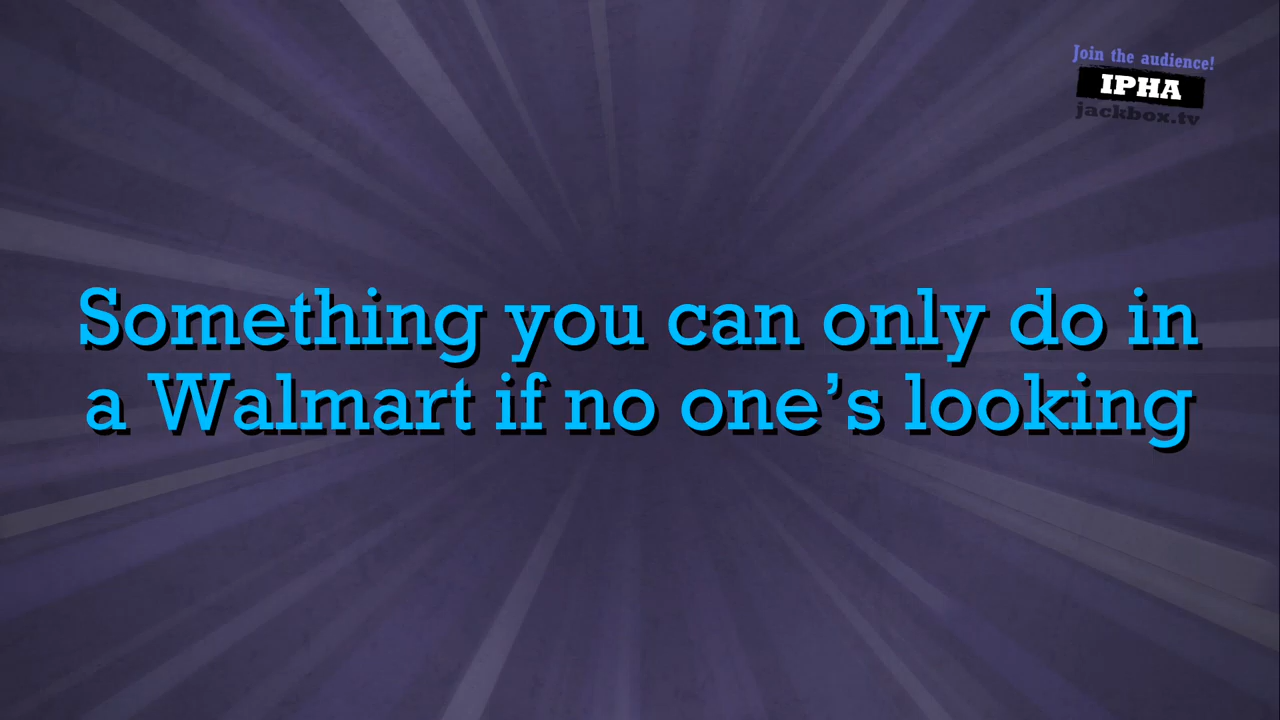 Join the audience!
IPHA
jackbox.tv
Something you can only do in
a Walmart if no one’s looking